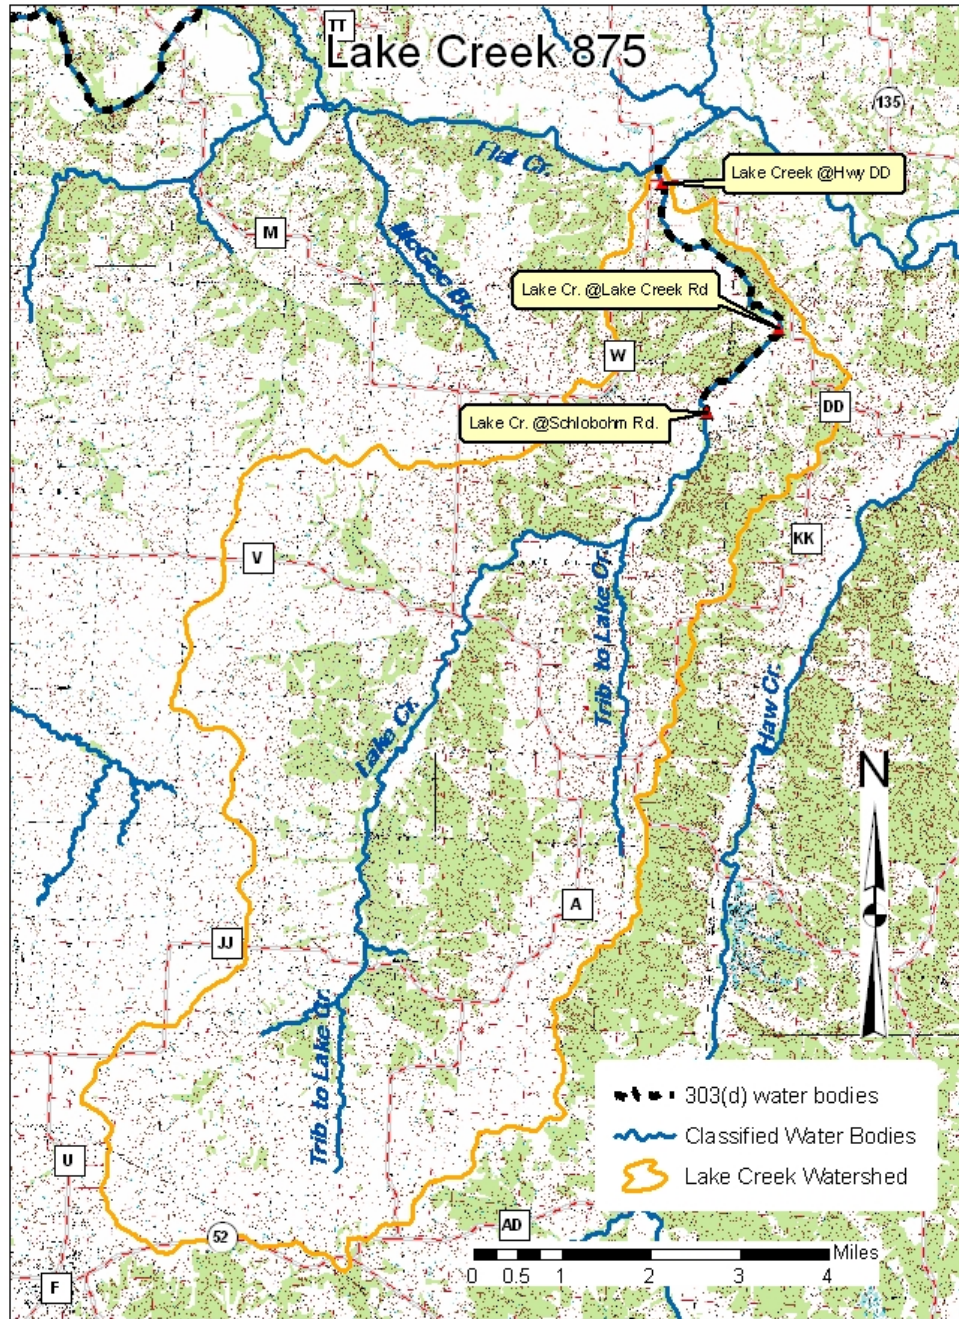 TT
Lake Creek 875
135
Flat Cr.
Lake Creek @Hwy DD
M
McGee Br.
Lake Cr. @Lake Creek Rd
W
DD
Lake Cr. @Schlobohm Rd.
KK
V
Trib to Lake Cr.
Lake Cr.
Haw Cr.
N
A
JJ
Trib to Lake Cr.
303(d) water bodies
Classified Water Bodies
U
Lake Creek Watershed
AD
52
Miles
F
0 0.5 1 2 3 4